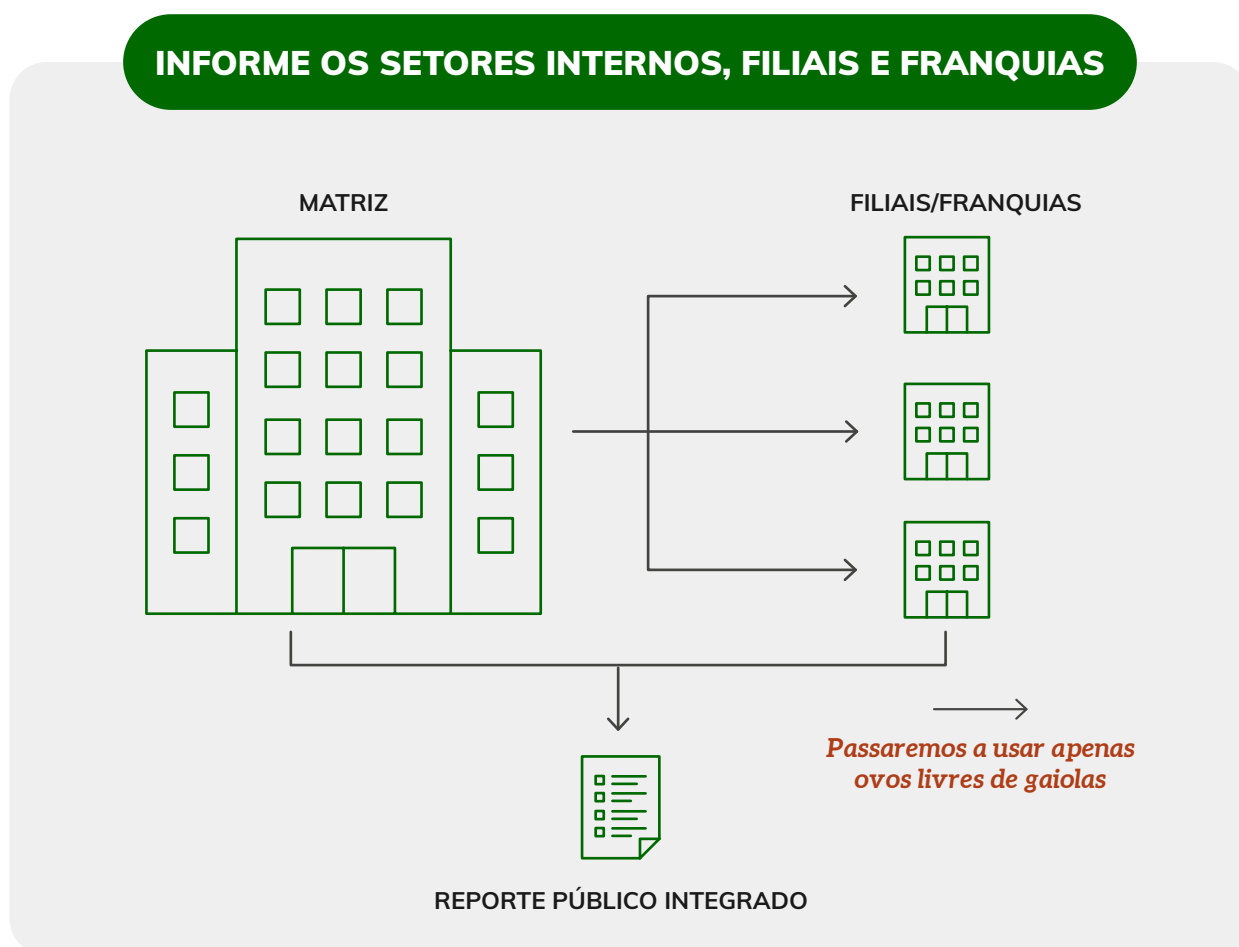 INFORME OS SETORES INTERNOS, FILIAIS E FRANQUIAS
MATRIZ
FILIAIS/FRANQUIAS
Passaremos a usar apenas
ovos livres de gaiolas
REPORTE PÚBLICO INTEGRADO